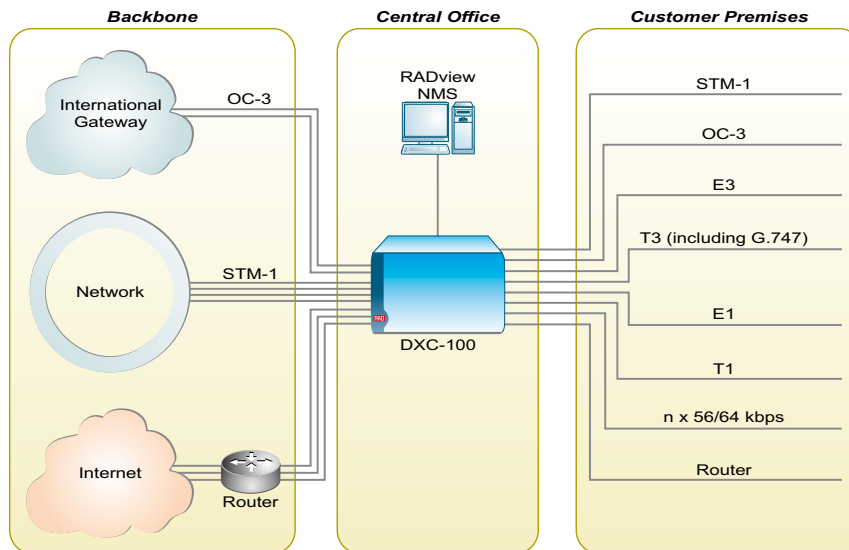 Backbone
Central Office
Customer Premises
International
Gateway
OC-3
RADview
NMS
STM-1
OC-3
E3
T3 (including G.747)
Network
STM-1
RAD
DXC-100
E1
T1
n x 56/64 kbps
Internet
Router
Router